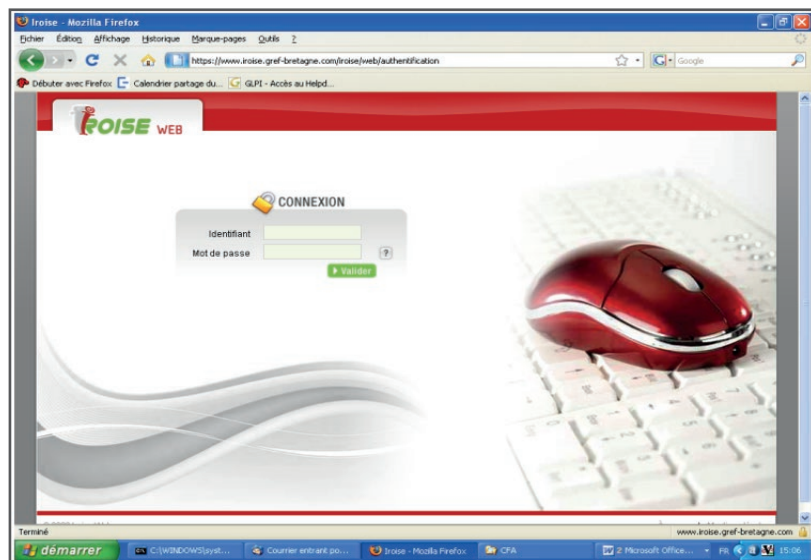 Iroise - Mozilla Firefox
Fichier Édition Affichage Historique Marque-pages Outils ?
https://www.iroise.gref-bretagne.com/iroise/web/authentification
Google
Débuter avec Firefox Calendrier partage du... GLPI - Accès au Helpd...
IROISE WEB
CONNEXION
Identifiant
Mot de passe ?
Valider
Terminé www.iroise.gref-bretagne.com
démarrer C:\WINDOWS\syst... Courrier entrant po... Iroise - Mozilla Firefox CFA 2 Microsoft Office... FR 15:06